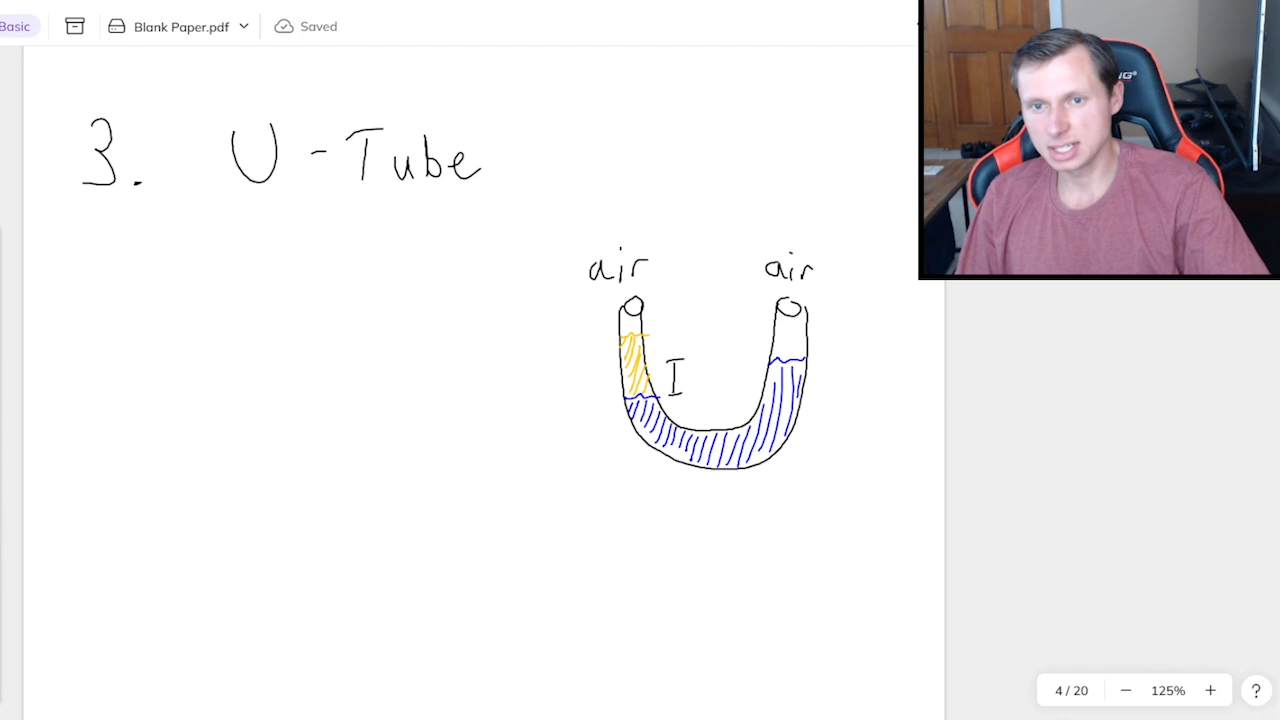 Basic Blank Paper.pdf Saved
3. U-Tube
air air
I
4 / 20 125% ?